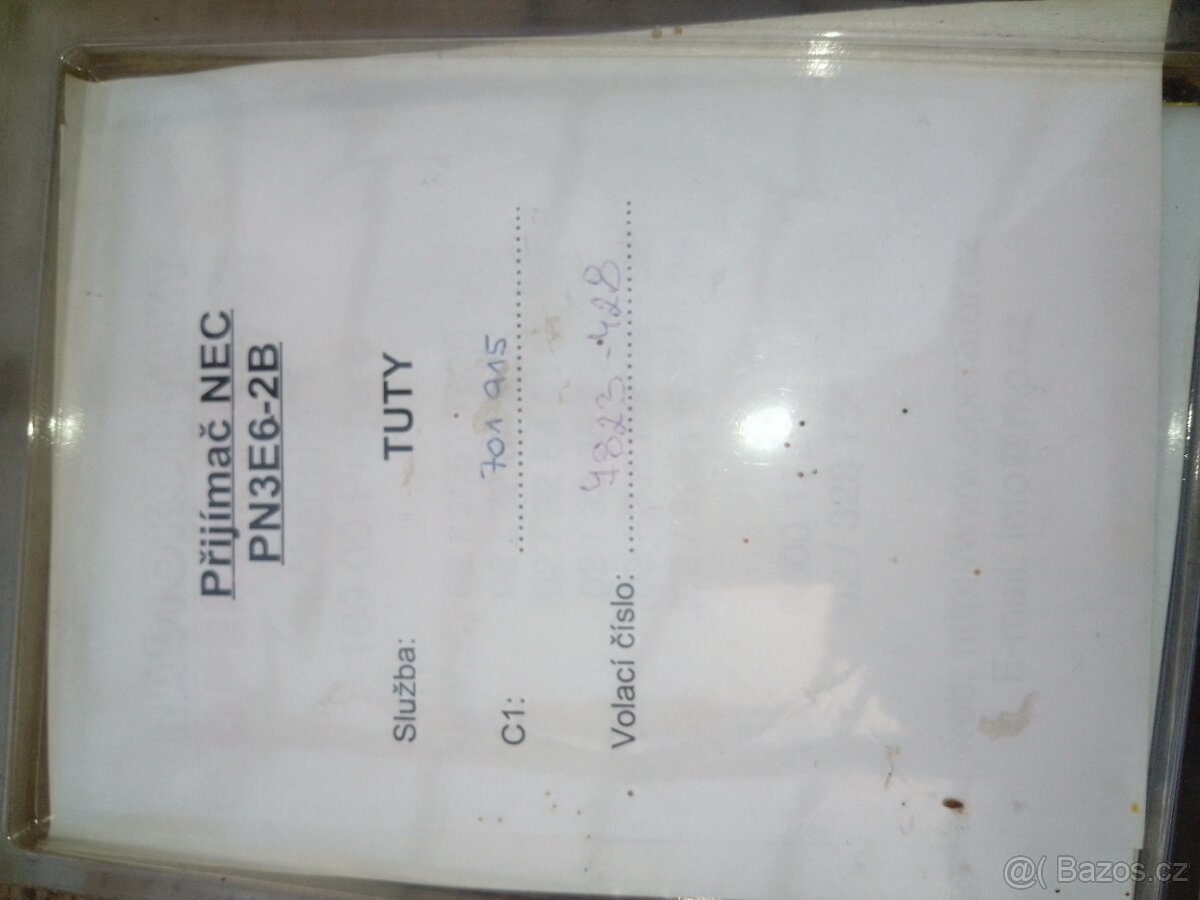 Přijímač NEC
PN3E6-2B
Služba: TUTY
C1: 701 915
Volací číslo: 4823 - 428
@( Bazos.cz